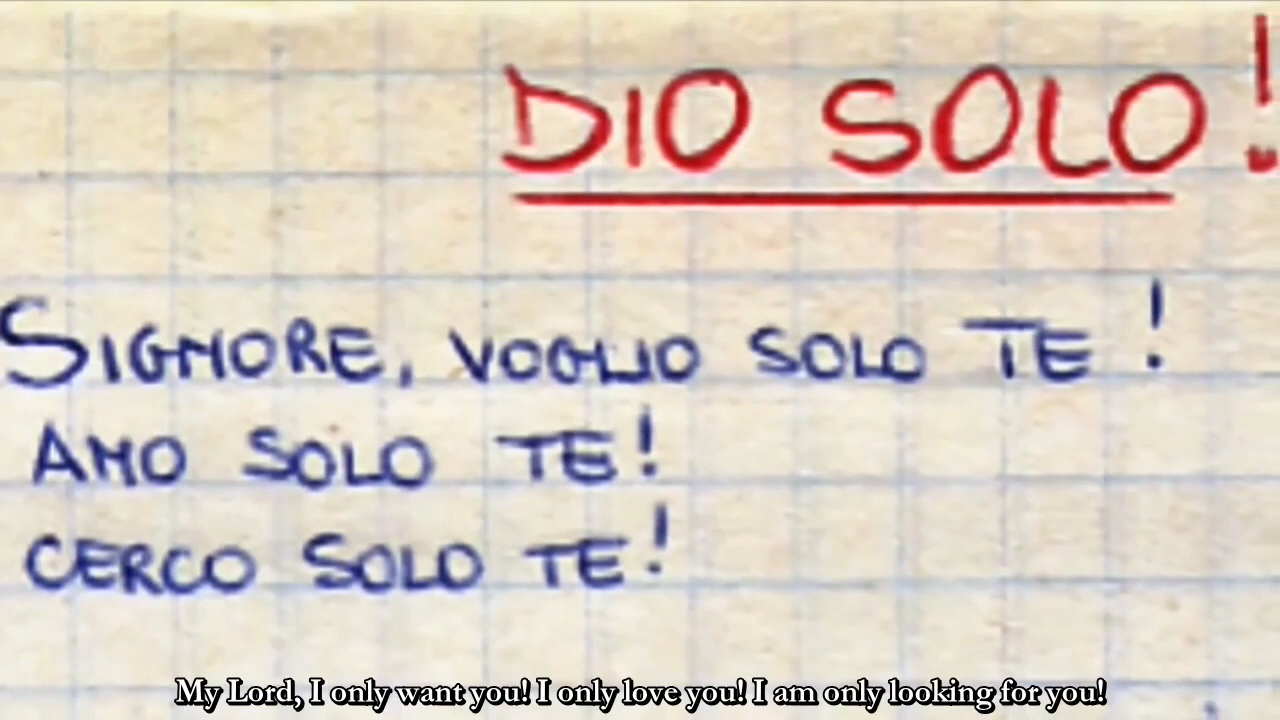 DIO SOLO!
SIGNORE, VOGLIO SOLO TE!
AMO SOLO TE!
CERCO SOLO TE!
My Lord, I only want you! I only love you! I am only looking for you!